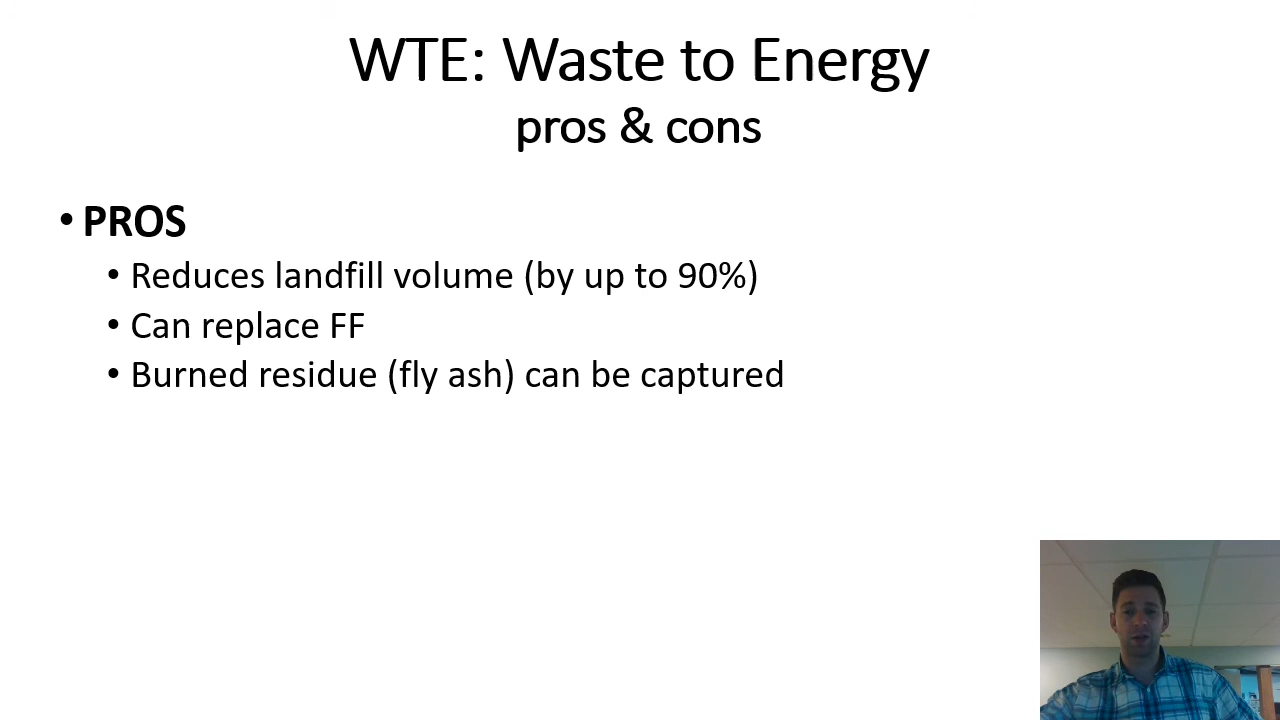 WTE: Waste to Energy
pros & cons
• PROS
• Reduces landfill volume (by up to 90%)
• Can replace FF
• Burned residue (fly ash) can be captured